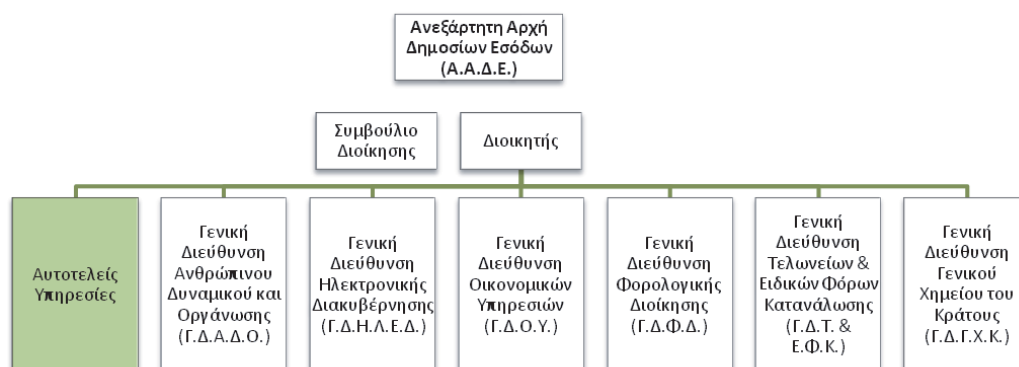 Ανεξάρτητη Αρχή
Δημοσίων Εσόδων
(Α.Α.Δ.Ε.)
Συμβούλιο
Διοίκησης
Διοικητής
Αυτοτελείς
Υπηρεσίες
Γενική
Διεύθυνση
Ανθρώπινου
Δυναμικού και
Οργάνωσης
(Γ.Δ.Α.Δ.Ο.)
Γενική
Διεύθυνση
Ηλεκτρονικής
Διακυβέρνησης
(Γ.Δ.Η.Λ.Ε.Δ.)
Γενική
Διεύθυνση
Οικονομικών
Υπηρεσιών
(Γ.Δ.Ο.Υ.)
Γενική
Διεύθυνση
Φορολογικής
Διοίκησης
(Γ.Δ.Φ.Δ.)
Γενική
Διεύθυνση
Τελωνείων &
Ειδικών Φόρων
Κατανάλωσης
(Γ.Δ.Τ. &
Ε.Φ.Κ.)
Γενική
Διεύθυνση
Γενικού
Χημείου του
Κράτους
(Γ.Δ.Γ.Χ.Κ.)